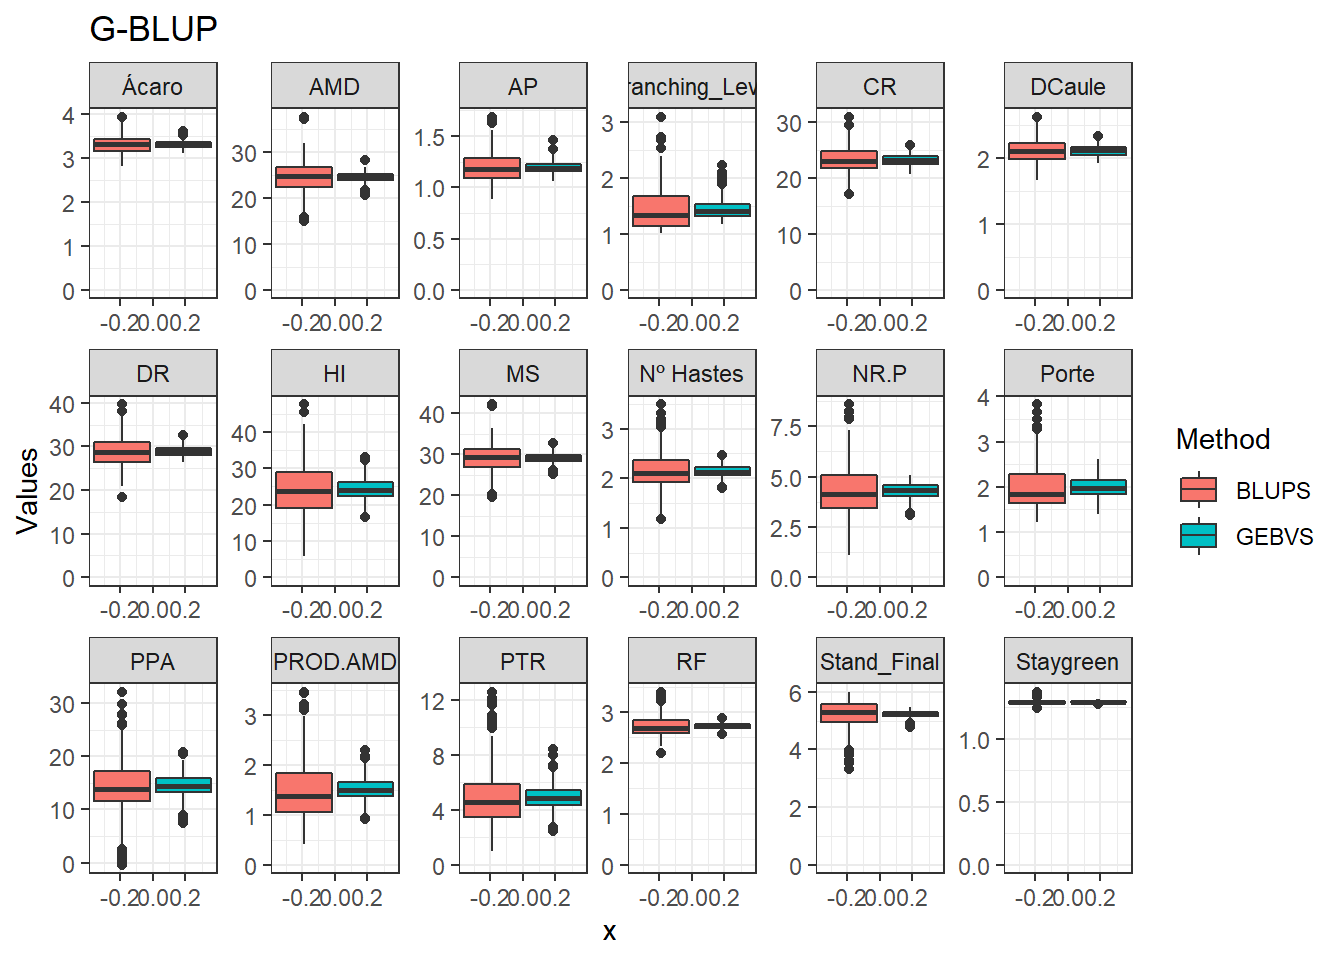 G-BLUP
Ácaro AMD AP ranching_Lev CR DCaule
4 3 2 1 0
30 20 10 0
1.5 1.0 0.5 0.0
3 2 1 0
30 20 10 0
2 1 0
-0.20.00.2 -0.20.00.2 -0.20.00.2 -0.20.00.2 -0.20.00.2 -0.20.00.2
DR HI MS Nº Hastes NR.P Porte
40 30 20 10 0
40 30 20 10 0
40 30 20 10 0
3 2 1 0
7.5 5.0 2.5 0.0
4 3 2 1 0
-0.20.00.2 -0.20.00.2 -0.20.00.2 -0.20.00.2 -0.20.00.2 -0.20.00.2
PPA PROD.AMD PTR RF Stand_Final Staygreen
30 20 10 0
3 2 1 0
12 8 4 0
3 2 1 0
6 4 2 0
1.0 0.5 0.0
-0.20.00.2 -0.20.00.2 -0.20.00.2 -0.20.00.2 -0.20.00.2 -0.20.00.2
Values
x
Method
BLUPS
GEBVS